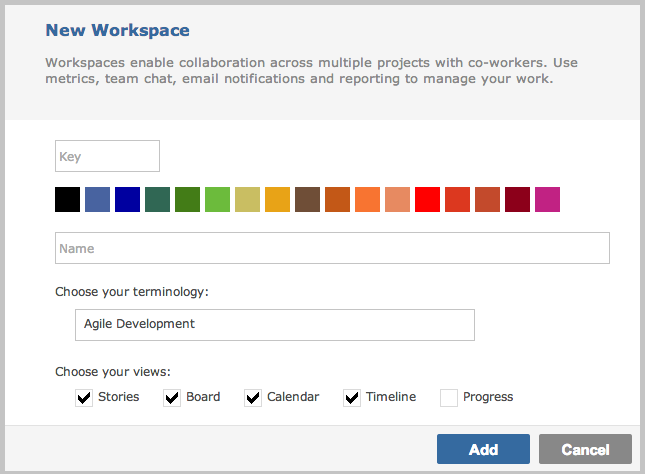 New Workspace
Workspaces enable collaboration across multiple projects with co-workers. Use
metrics, team chat, email notifications and reporting to manage your work.
Key
Name
Choose your terminology:
Agile Development
Choose your views:
Stories Board Calendar Timeline Progress
Add Cancel